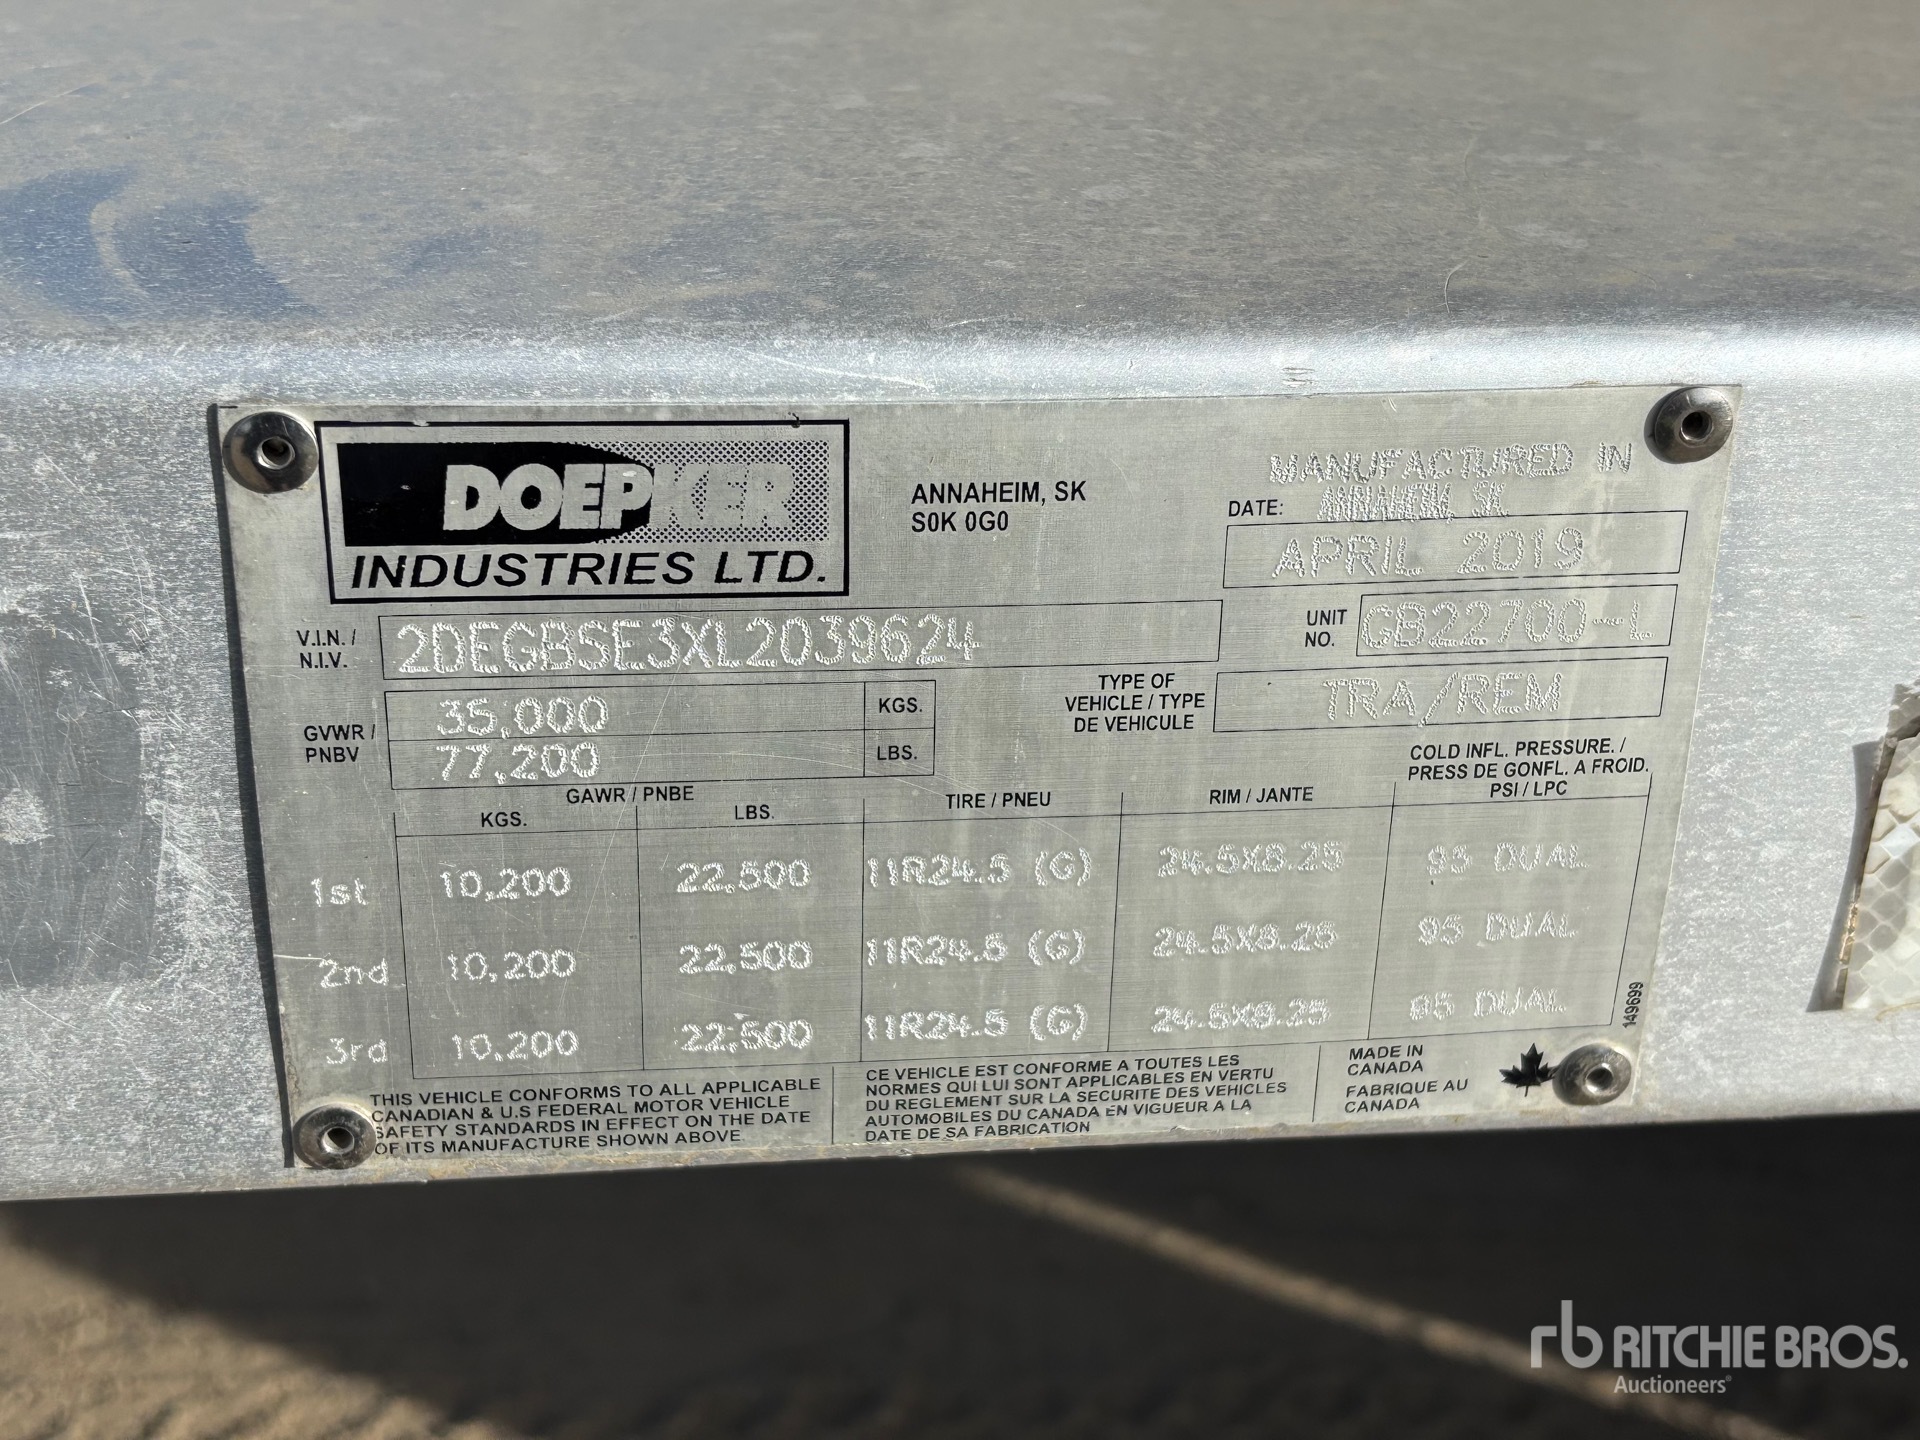 DOEPKER
INDUSTRIES LTD.
ANNAHEIM, SK
S0K 0G0
MANUFACTURED IN
DATE: ANNAHEIM, SK.
APRIL 2019
V.I.N. /
N.I.V.
2DEGBSE3XL2039624
UNIT
NO.
GB22700-L
GVWR /
PNBV
35,000 KGS.
77,200 LBS.
TYPE OF
VEHICLE / TYPE
DE VEHICULE
TRA/REM
GAWR / PNBE
KGS. LBS.
TIRE / PNEU
RIM / JANTE
COLD INFL. PRESSURE. /
PRESS DE GONFL. A FROID.
PSI / LPC
1st 10,200 22,500 11R24.5 (G) 24.5X8.25 95 DUAL
2nd 10,200 22,500 11R24.5 (G) 24.5X8.25 95 DUAL
3rd 10,200 22,500 11R24.5 (G) 24.5X8.25 95 DUAL
149699
THIS VEHICLE CONFORMS TO ALL APPLICABLE
CANADIAN & U.S FEDERAL MOTOR VEHICLE
SAFETY STANDARDS IN EFFECT ON THE DATE
OF ITS MANUFACTURE SHOWN ABOVE.
CE VEHICLE EST CONFORME A TOUTES LES
NORMES QUI LUI SONT APPLICABLES EN VERTU
DU REGLEMENT SUR LA SECURITE DES VEHICLES
AUTOMOBILES DU CANADA EN VIGUEUR A LA
DATE DE SA FABRICATION
MADE IN
CANADA
FABRIQUE AU
CANADA
rb RITCHIE BROS.
Auctioneers®